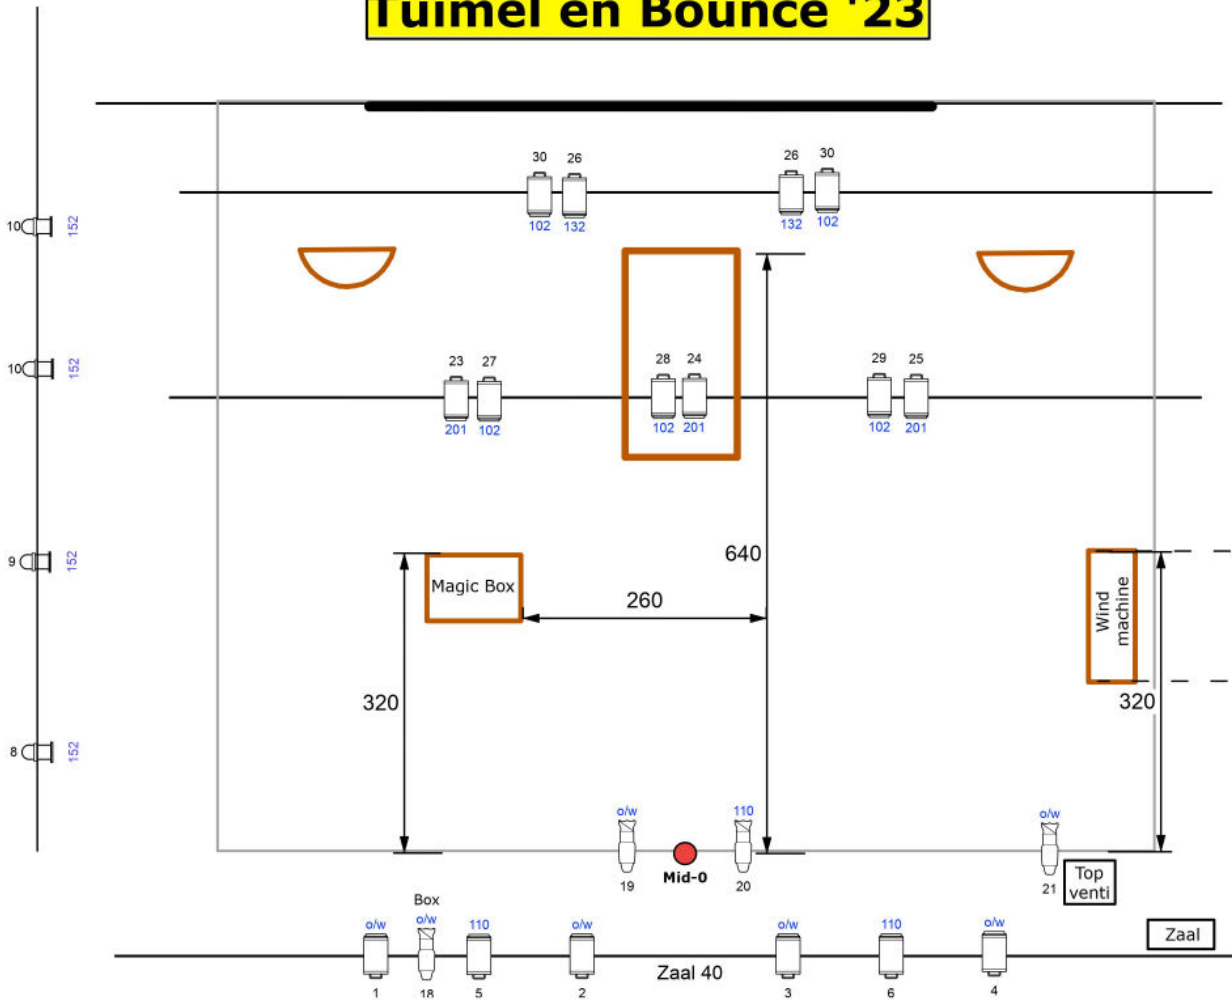 Tuimel en Bounce '23
30 26 26 30
102 132 132 102
10 152
10 152
23 27 28 24 29 25
201 102 102 201 102 201
640
9 152
Magic Box
260
Wind
machine
320
320
8 152
o/w 110 o/w
19 Mid-0 20 21
Top
venti
Box
o/w o/w 110 o/w o/w 110 o/w
Zaal
Zaal 40
1 18 5 2 3 6 4